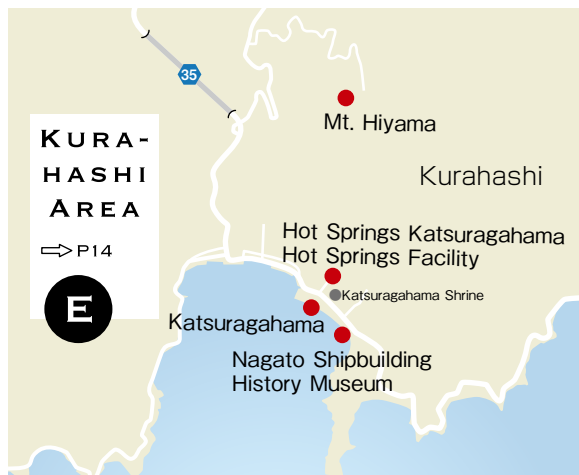 35
Mt. Hiyama
KURA-
HASHI
AREA
⇨P14
E
Kurahashi
Hot Springs Katsuragahama
Hot Springs Facility
Katsuragahama Shrine
Katsuragahama
Nagato Shipbuilding
History Museum